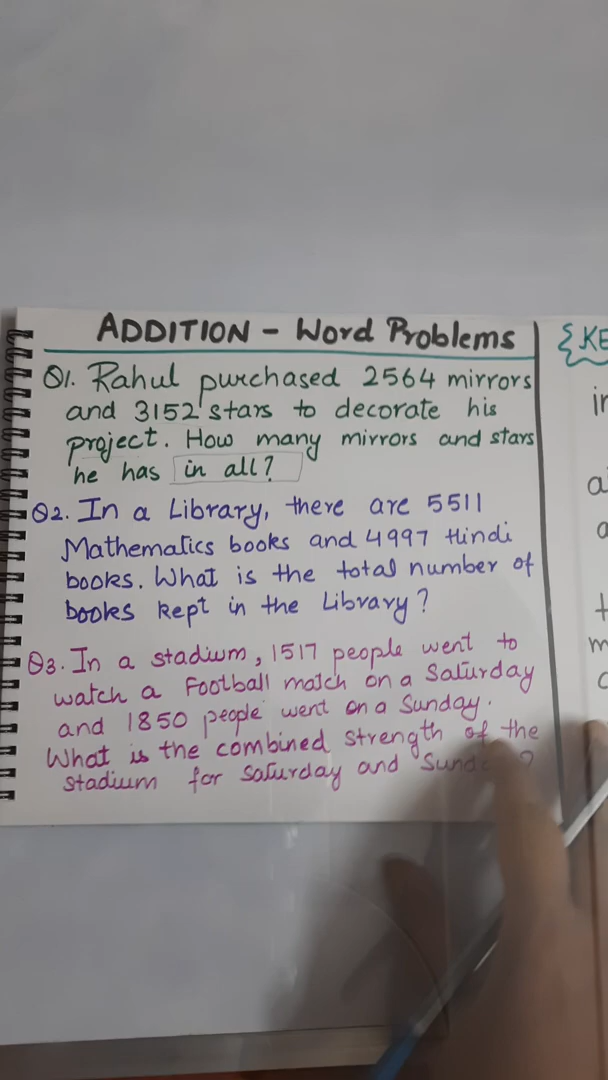 ADDITION - Word Problems
Q1. Rahul purchased 2564 mirrors
and 3152 stars to decorate his
project. How many mirrors and stars
he has in all?
Q2. In a Library, there are 5511
Mathematics books and 4997 Hindi
books. What is the total number of
books kept in the Library?
Q3. In a stadium, 1517 people went to
watch a Football match on a Saturday
and 1850 people went on a Sunday.
What is the combined strength of the
stadium for Saturday and